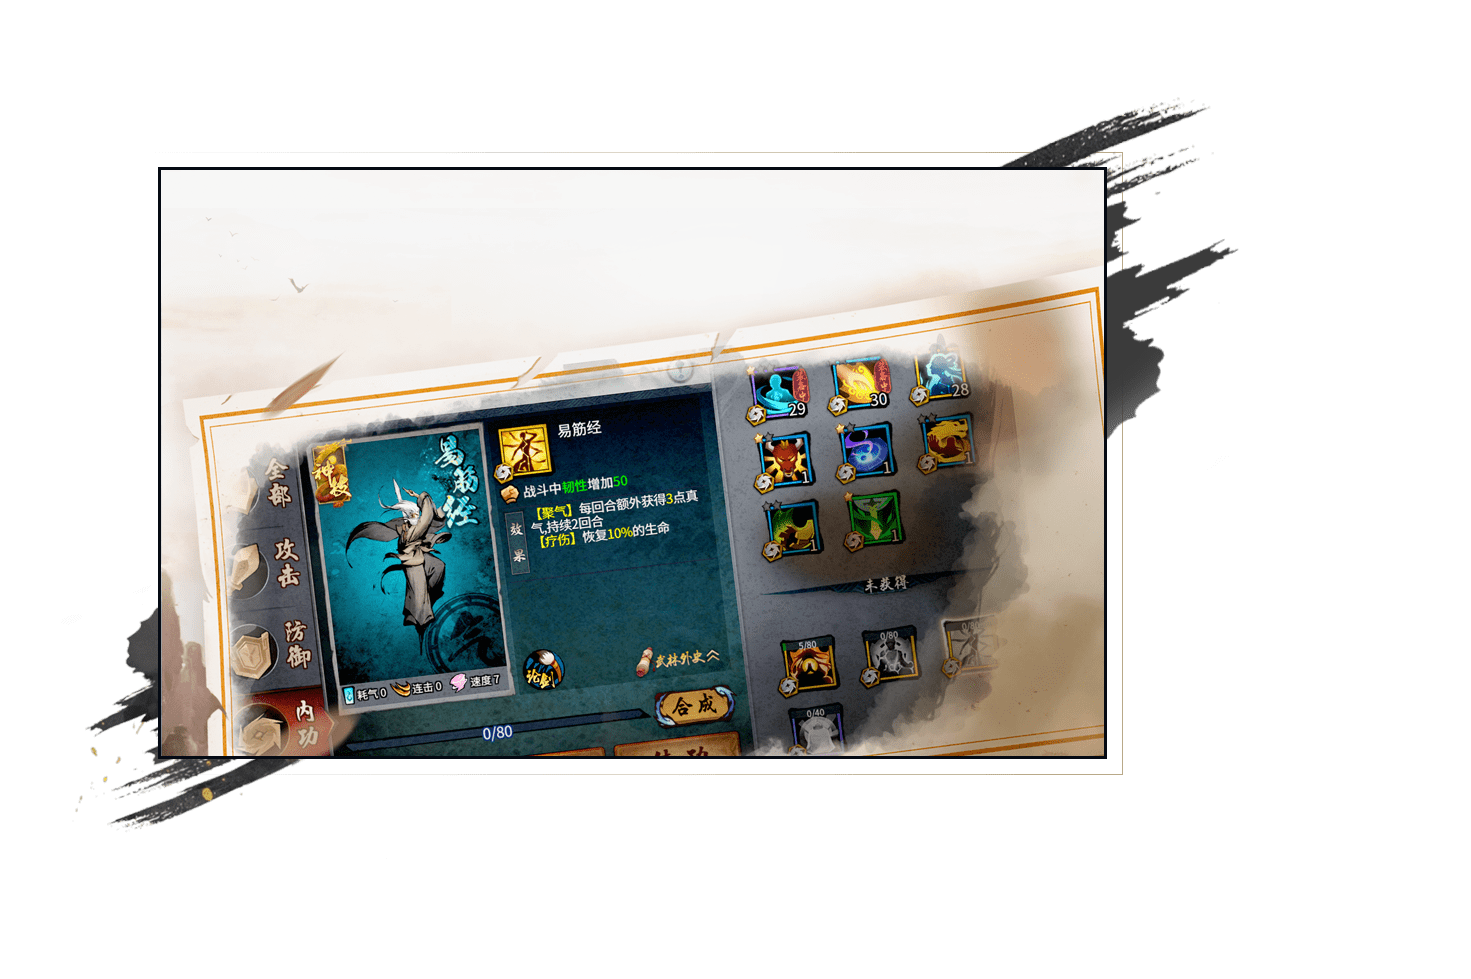 全部
攻击
防御
内功
神技
易筋经
耗气0
连击0
速度7
易筋经
战斗中韧性增加50
效果
【聚气】每回合额外获得3点真
气,持续2回合
【疗伤】恢复10%的生命
论剑
武林外史
合成
0/80
29
30
28
1
1
1
1
1
未获得
5/80
0/80
0/40